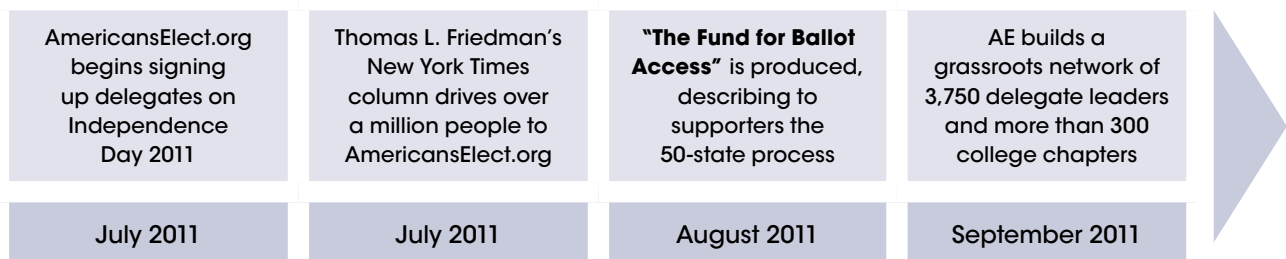 AmericansElect.org
begins signing
up delegates on
Independence
Day 2011
July 2011
Thomas L. Friedman’s
New York Times
column drives over
a million people to
AmericansElect.org
July 2011
“The Fund for Ballot
Access” is produced,
describing to
supporters the
50-state process
August 2011
AE builds a
grassroots network of
3,750 delegate leaders
and more than 300
college chapters
September 2011